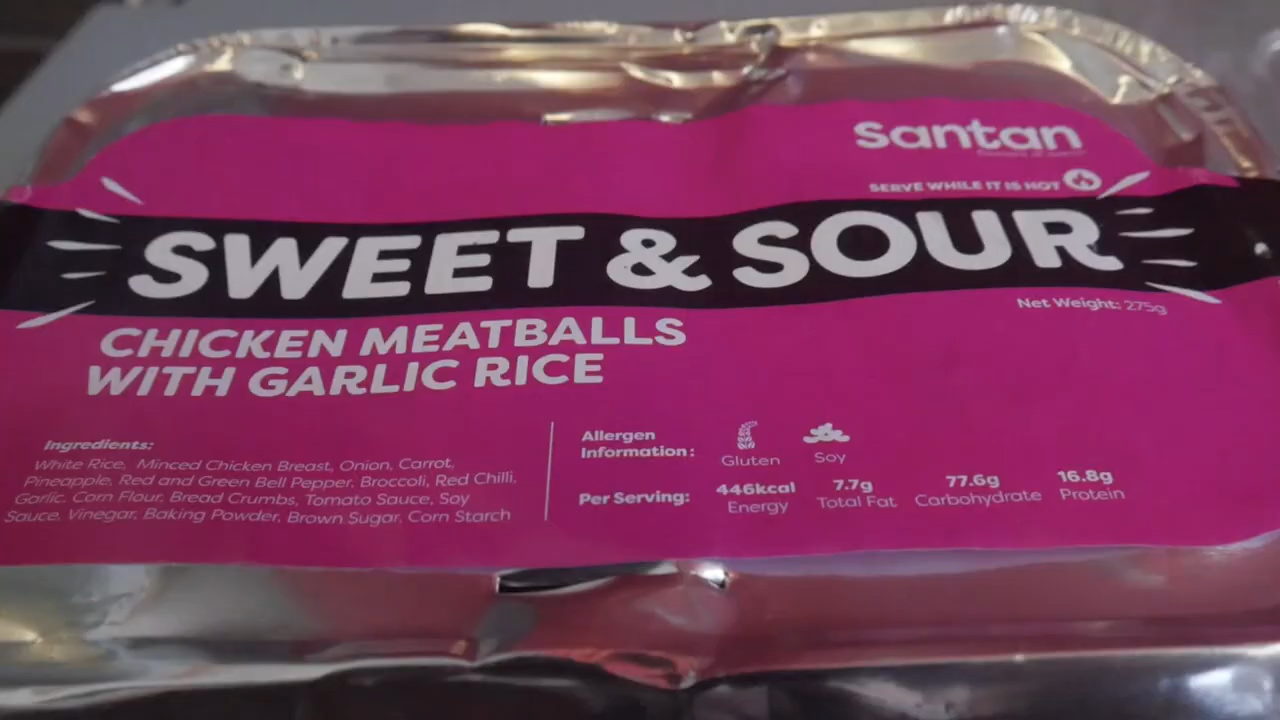 santan
SERVE WHILE IT IS HOT
SWEET & SOUR
Net Weight: 275g
CHICKEN MEATBALLS
WITH GARLIC RICE
Ingredients:
White Rice, Minced Chicken Breast, Onion, Carrot,
Pineapple, Red and Green Bell Pepper, Broccoli, Red Chilli,
Garlic, Corn Flour, Bread Crumbs, Tomato Sauce, Soy
Sauce, Vinegar, Baking Powder, Brown Sugar, Corn Starch
Allergen
Information:
Gluten
Soy
Per Serving:
446kcal
Energy
7.7g
Total Fat
77.6g
Carbohydrate
16.8g
Protein